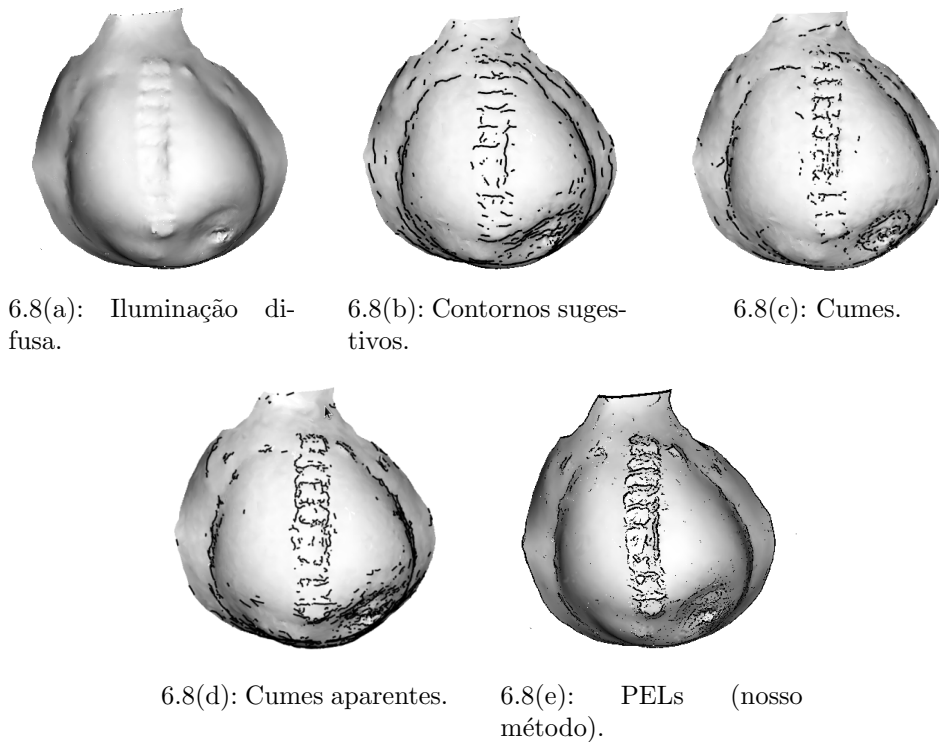 6.8(a): Iluminação di-
fusa.
6.8(b): Contornos suges-
tivos.
6.8(c): Cumes.
6.8(d): Cumes aparentes.
6.8(e): PELs (nosso
método).